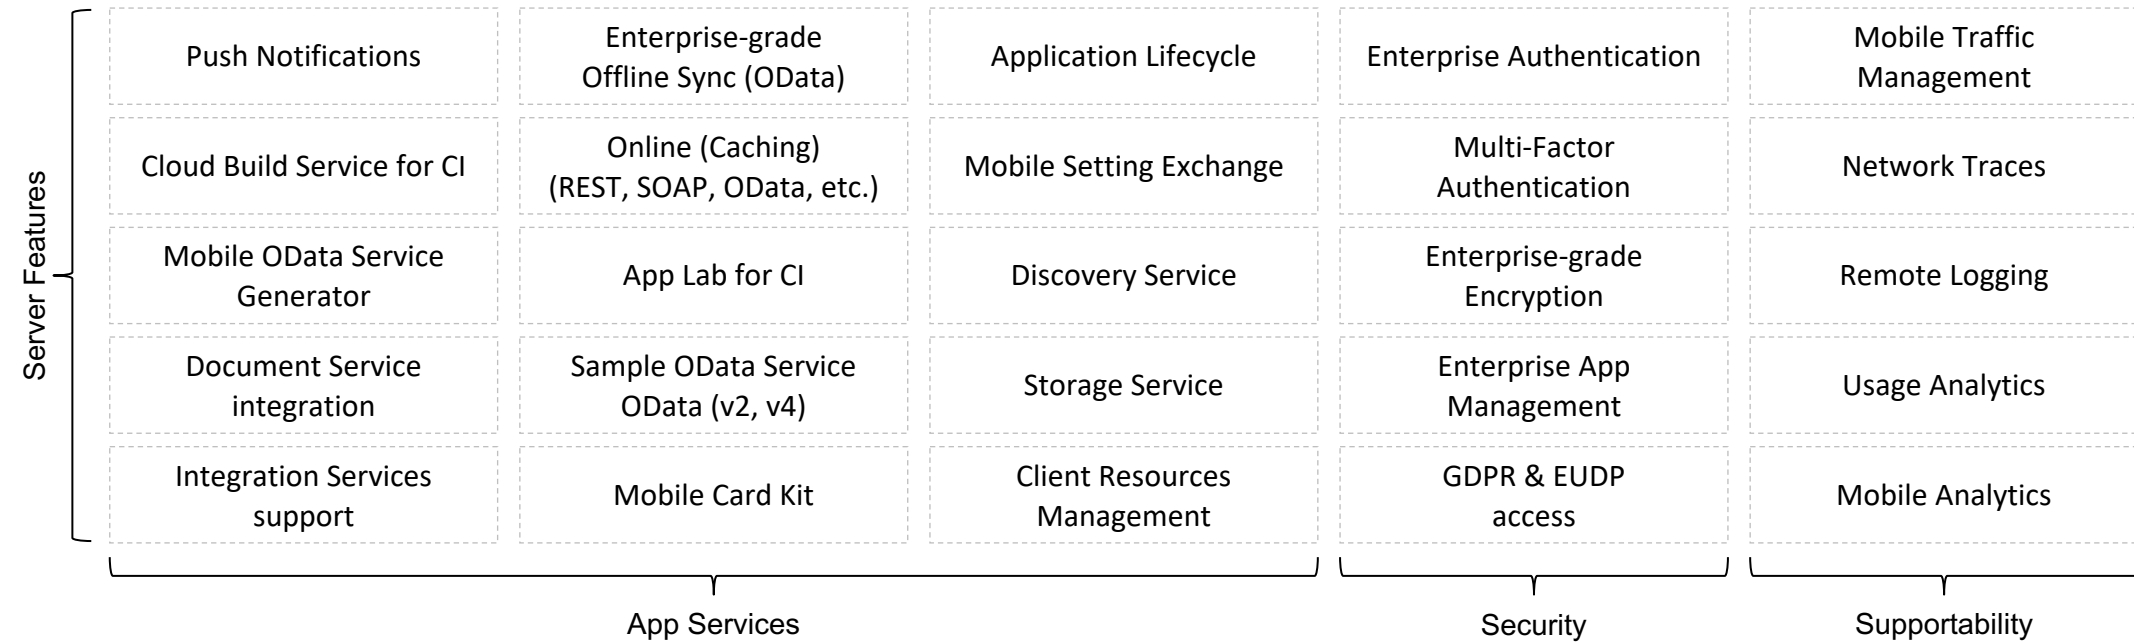 Server Features
Push Notifications
Enterprise-grade
Offline Sync (OData)
Application Lifecycle
Enterprise Authentication
Mobile Traffic
Management
Cloud Build Service for CI
Online (Caching)
(REST, SOAP, OData, etc.)
Mobile Setting Exchange
Multi-Factor
Authentication
Network Traces
Mobile OData Service
Generator
App Lab for CI
Discovery Service
Enterprise-grade
Encryption
Remote Logging
Document Service
integration
Sample OData Service
OData (v2, v4)
Storage Service
Enterprise App
Management
Usage Analytics
Integration Services
support
Mobile Card Kit
Client Resources
Management
GDPR & EUDP
access
Mobile Analytics
App Services
Security
Supportability